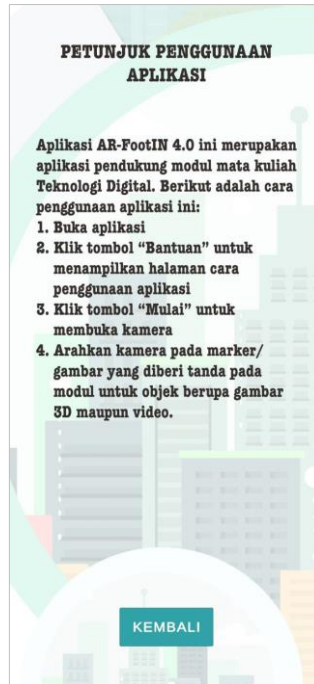 PETUNJUK PENGGUNAAN
APLIKASI
Aplikasi AR-FootIN 4.0 ini merupakan
aplikasi pendukung modul mata kuliah
Teknologi Digital. Berikut adalah cara
penggunaan aplikasi ini:
1. Buka aplikasi
2. Klik tombol “Bantuan” untuk
menampilkan halaman cara
penggunaan aplikasi
3. Klik tombol “Mulai” untuk
membuka kamera
4. Arahkan kamera pada marker/
gambar yang diberi tanda pada
modul untuk objek berupa gambar
3D maupun video.
KEMBALI